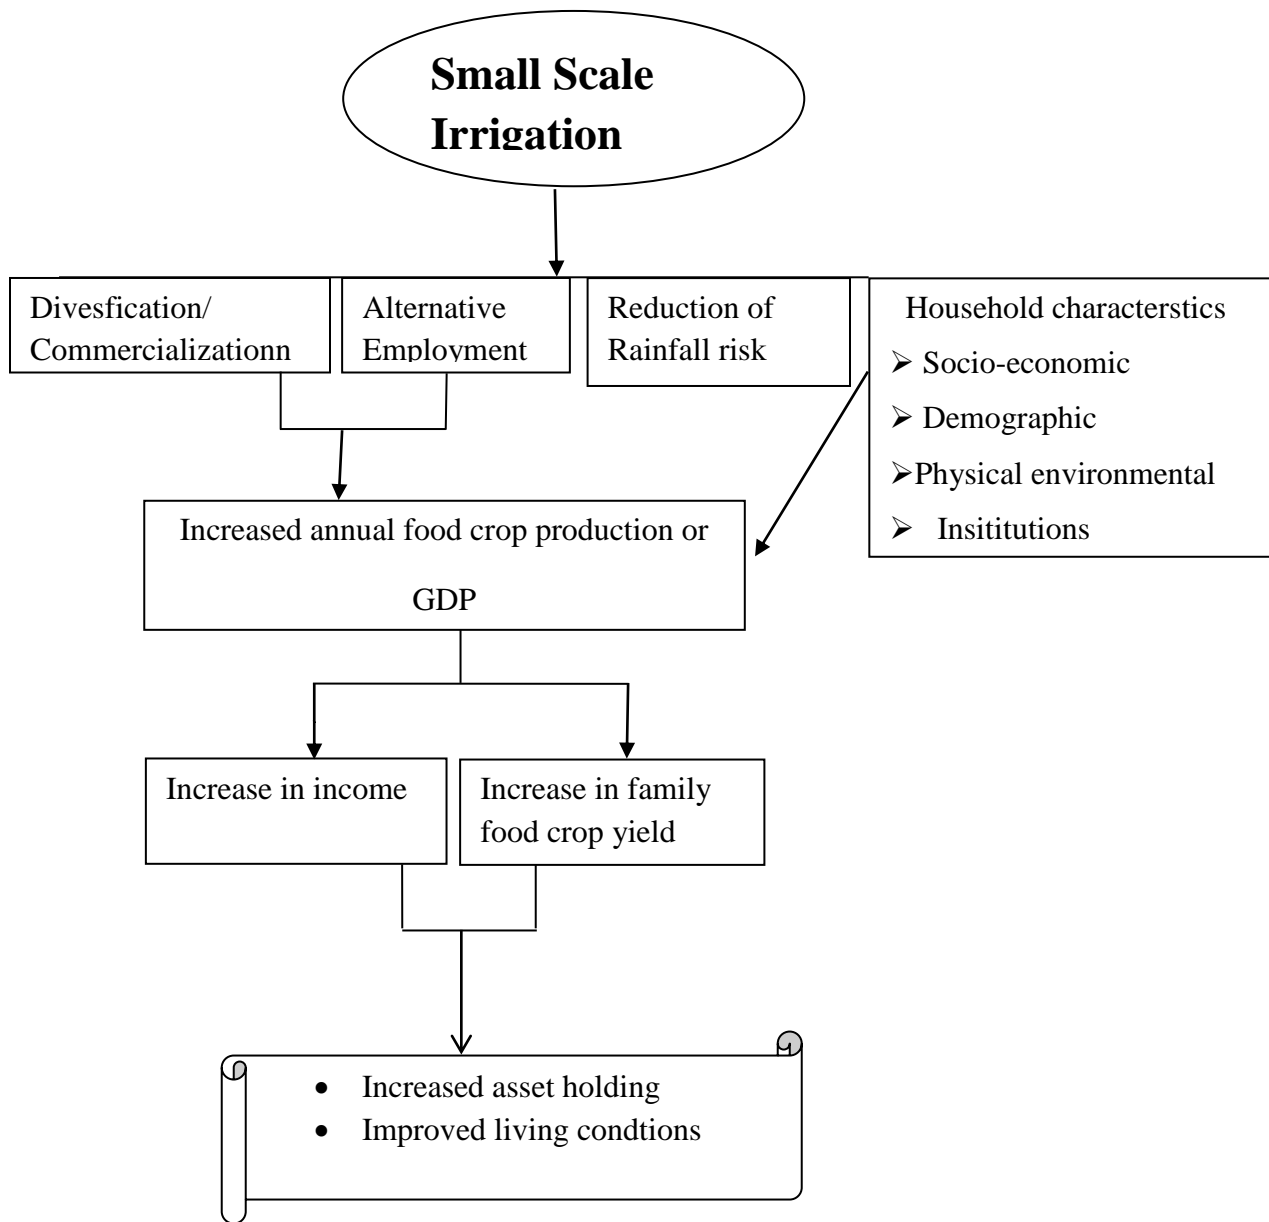 Small Scale
Irrigation
Divesfication/
Commercializationn
Alternative
Employment
Reduction of
Rainfall risk
Household characterstics
➢ Socio-economic
➢ Demographic
➢Physical environmental
➢ Insititutions
Increased annual food crop production or
GDP
Increase in income
Increase in family
food crop yield
• Increased asset holding
• Improved living condtions